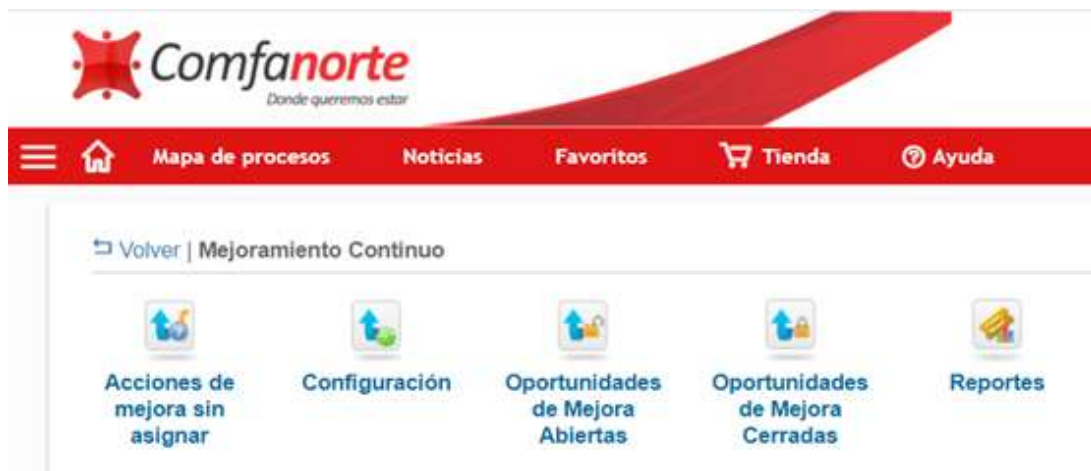 Comfanorte
Donde queremos estar
Mapa de procesos Noticias Favoritos Tienda Ayuda
Volver | Mejoramiento Continuo
Acciones de mejora sin asignar
Configuración
Oportunidades de Mejora Abiertas
Oportunidades de Mejora Cerradas
Reportes